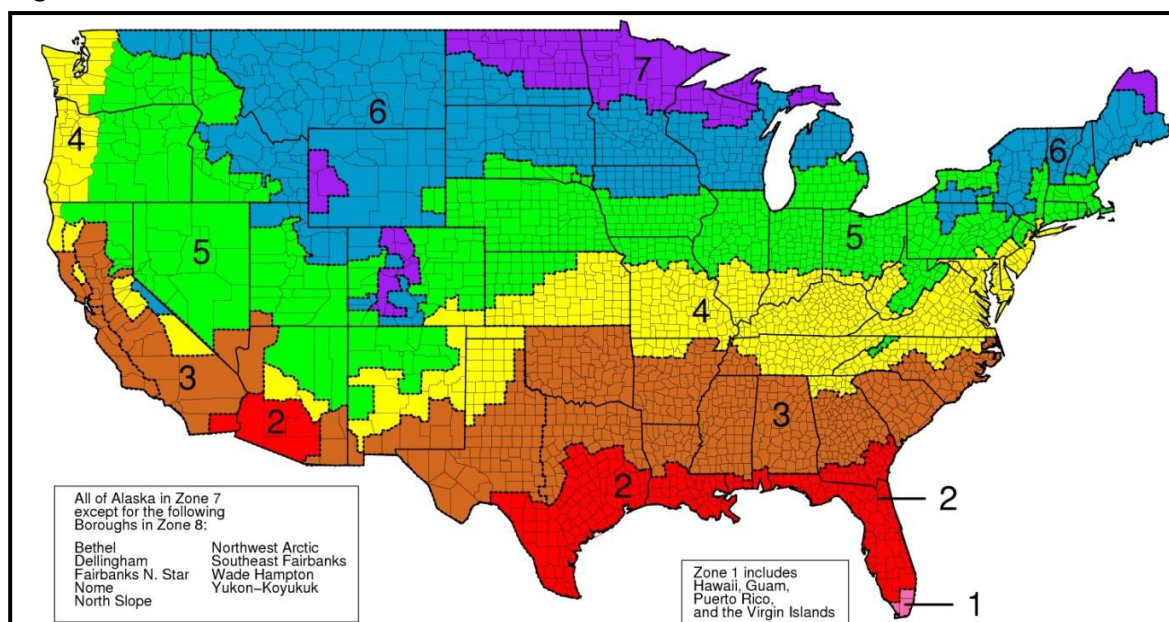 7
6
4
6
5
5
4
3
3
2
2
2
1
All of Alaska in Zone 7
except for the following
Boroughs in Zone 8:
Bethel Northwest Arctic
Dellingham Southeast Fairbanks
Fairbanks N. Star Wade Hampton
Nome Yukon-Koyukuk
North Slope
Zone 1 includes
Hawaii, Guam,
Puerto Rico,
and the Virgin Islands